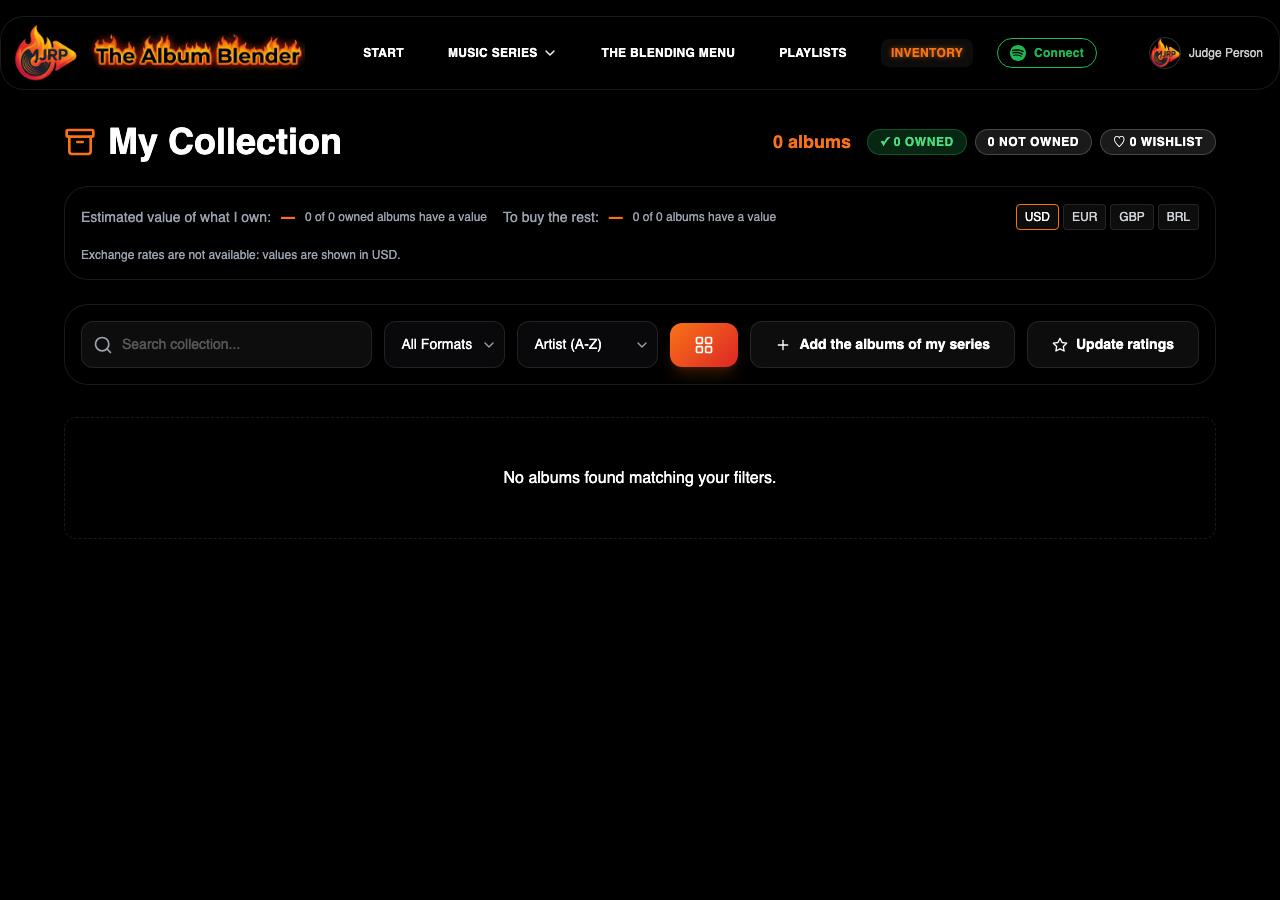 JRP The Album Blender START MUSIC SERIES THE BLENDING MENU PLAYLISTS INVENTORY Connect JRP Judge Person
My Collection 0 albums ✓ 0 OWNED 0 NOT OWNED ♡ 0 WISHLIST
Estimated value of what I own: — 0 of 0 owned albums have a value To buy the rest: — 0 of 0 albums have a value USD EUR GBP BRL
Exchange rates are not available: values are shown in USD.
Search collection... All Formats Artist (A-Z) Add the albums of my series Update ratings
No albums found matching your filters.